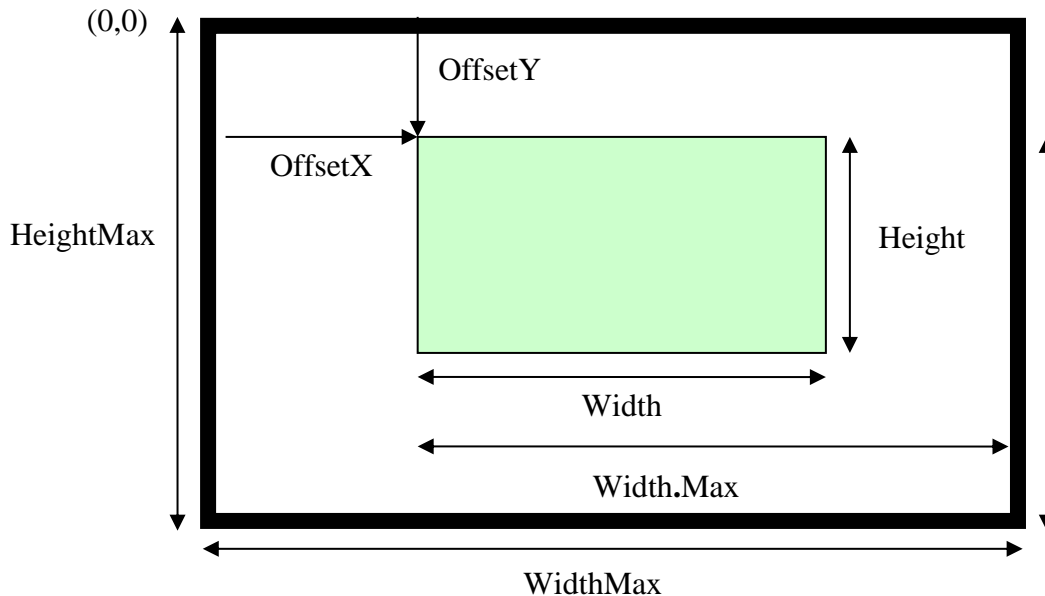 (0,0)
OffsetY
OffsetX
HeightMax
Height
Width
Width.Max
WidthMax